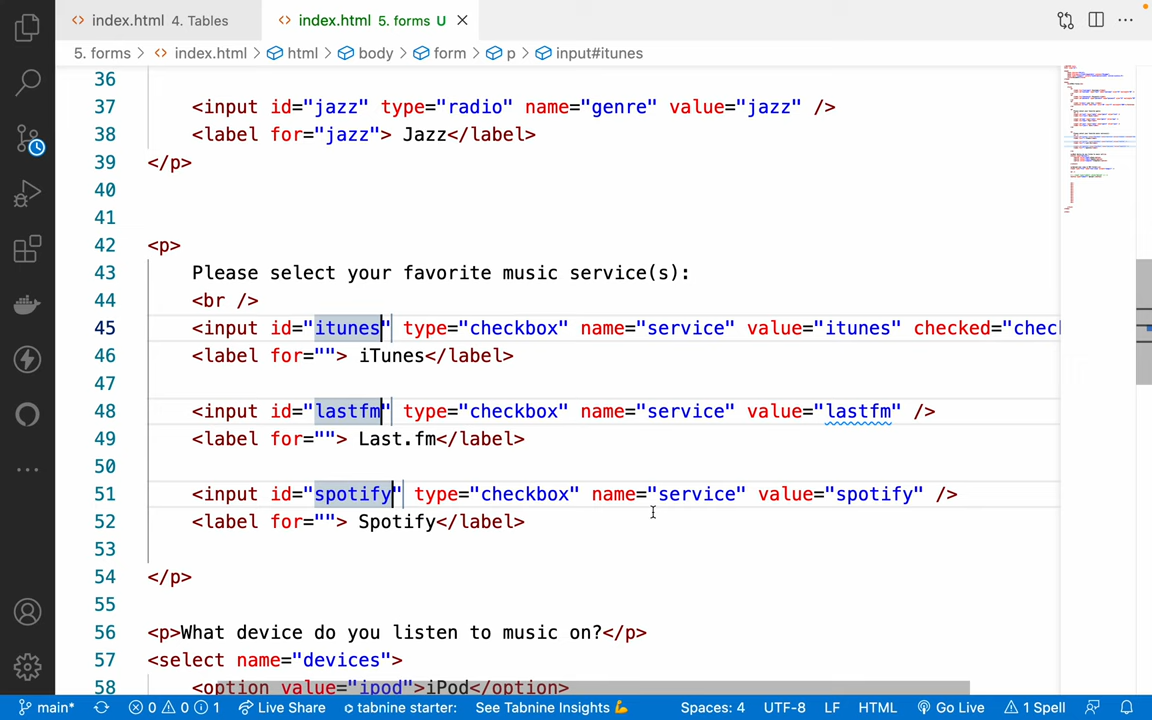 index.html 4. Tables
index.html 5. forms U
5. forms > index.html > html > body > form > p > input#itunes
36
37 <input id="jazz" type="radio" name="genre" value="jazz" />
38 <label for="jazz"> Jazz</label>
39 </p>
40
41
42 <p>
43 Please select your favorite music service(s):
44 <br />
45 <input id="itunes" type="checkbox" name="service" value="itunes" checked="chec
46 <label for=""> iTunes</label>
47
48 <input id="lastfm" type="checkbox" name="service" value="lastfm" />
49 <label for=""> Last.fm</label>
50
51 <input id="spotify" type="checkbox" name="service" value="spotify" />
52 <label for=""> Spotify</label>
53
54 </p>
55
56 <p>What device do you listen to music on?</p>
57 <select name="devices">
58 <option value="ipod">iPod</option>
main* 0 0 1 Live Share tabnine starter: See Tabnine Insights 💪 Spaces: 4 UTF-8 LF HTML Go Live 1 Spell